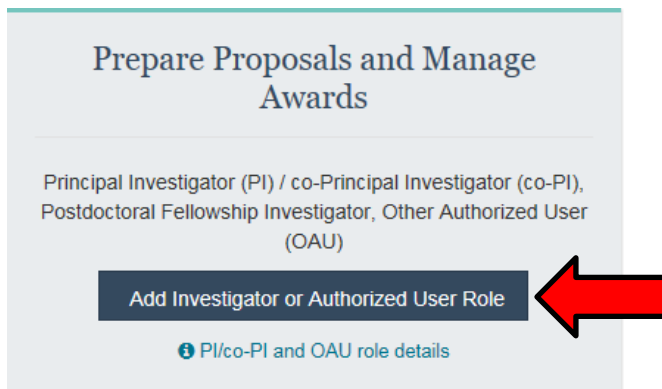 Prepare Proposals and Manage
Awards
Principal Investigator (PI) / co-Principal Investigator (co-PI),
Postdoctoral Fellowship Investigator, Other Authorized User
(OAU)
Add Investigator or Authorized User Role
PI/co-PI and OAU role details